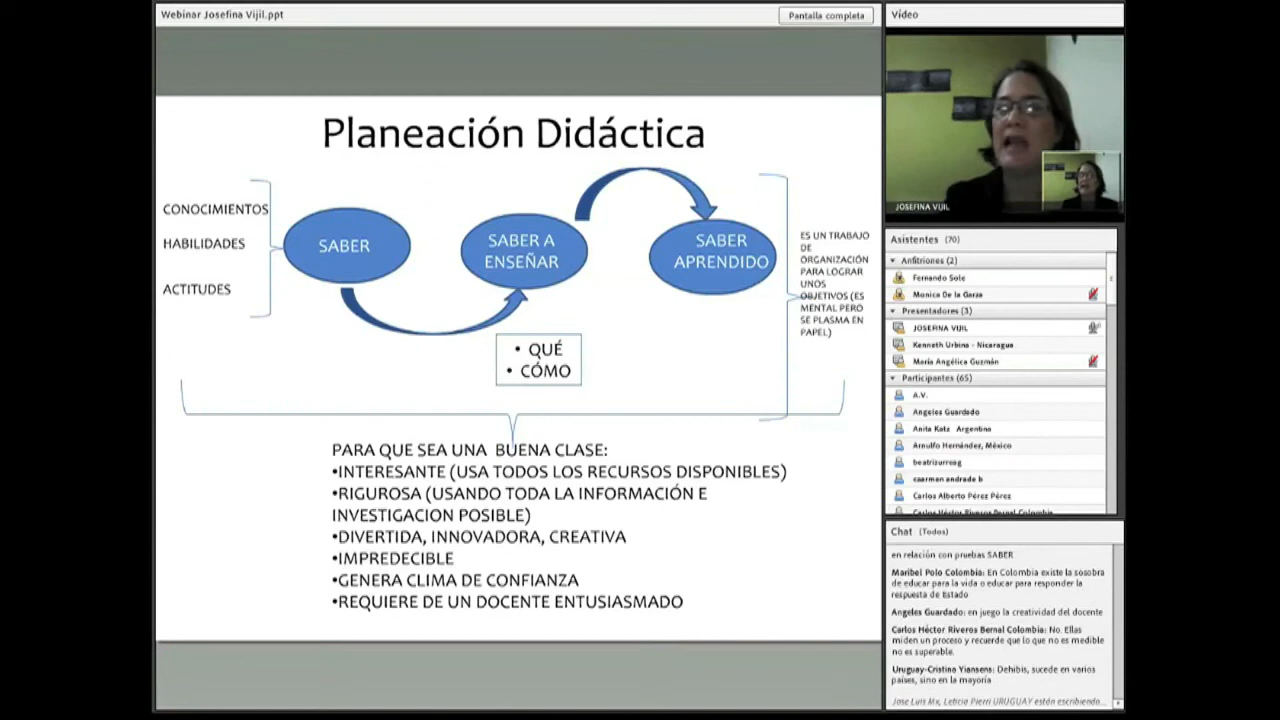 Webinar Josefina Vijil.ppt
Pantalla completa
Planeación Didáctica
CONOCIMIENTOS
HABILIDADES
ACTITUDES
SABER
SABER A
ENSEÑAR
SABER
APRENDIDO
• QUÉ
• CÓMO
ES UN TRABAJO
DE
ORGANIZACIÓN
PARA LOGRAR
UNOS
OBJETIVOS (ES
MENTAL PERO
SE PLASMA EN
PAPEL)
PARA QUE SEA UNA BUENA CLASE:
•INTERESANTE (USA TODOS LOS RECURSOS DISPONIBLES)
•RIGUROSA (USANDO TODA LA INFORMACIÓN E
INVESTIGACION POSIBLE)
•DIVERTIDA, INNOVADORA, CREATIVA
•IMPREDECIBLE
•GENERA CLIMA DE CONFIANZA
•REQUIERE DE UN DOCENTE ENTUSIASMADO
Vídeo
JOSEFINA VIJIL
Asistentes (70)
Anfitriones (2)
Fernando Sole
Monica De la Garza
Presentadores (3)
JOSEFINA VIJIL
Kenneth Urbina - Nicaragua
María Angélica Guzmán
Participantes (65)
A.V.
Angeles Guardado
Anita Katz Argentina
Arnulfo Hernández, México
beatrizurreag
caarmen andrade b
Carlos Alberto Pérez Pérez
Carlos Héctor Riveros Bernal Colombia
Chat (Todos)
en relación con pruebas SABER
Maribel Polo Colombia: En Colombia existe la sosobra
de educar para la vida o educar para responder la
respuesta de Estado
Angeles Guardado: en juego la creatividad del docente
Carlos Héctor Riveros Bernal Colombia: No. Ellas
miden un proceso y recuerde que lo que no es medible
no es superable.
Uruguay-Cristina Yiansens: Dehibis, sucede en varios
países, sino en la mayoría
Jose Luis Mx, Leticia Pierri URUGUAY están escribiendo...